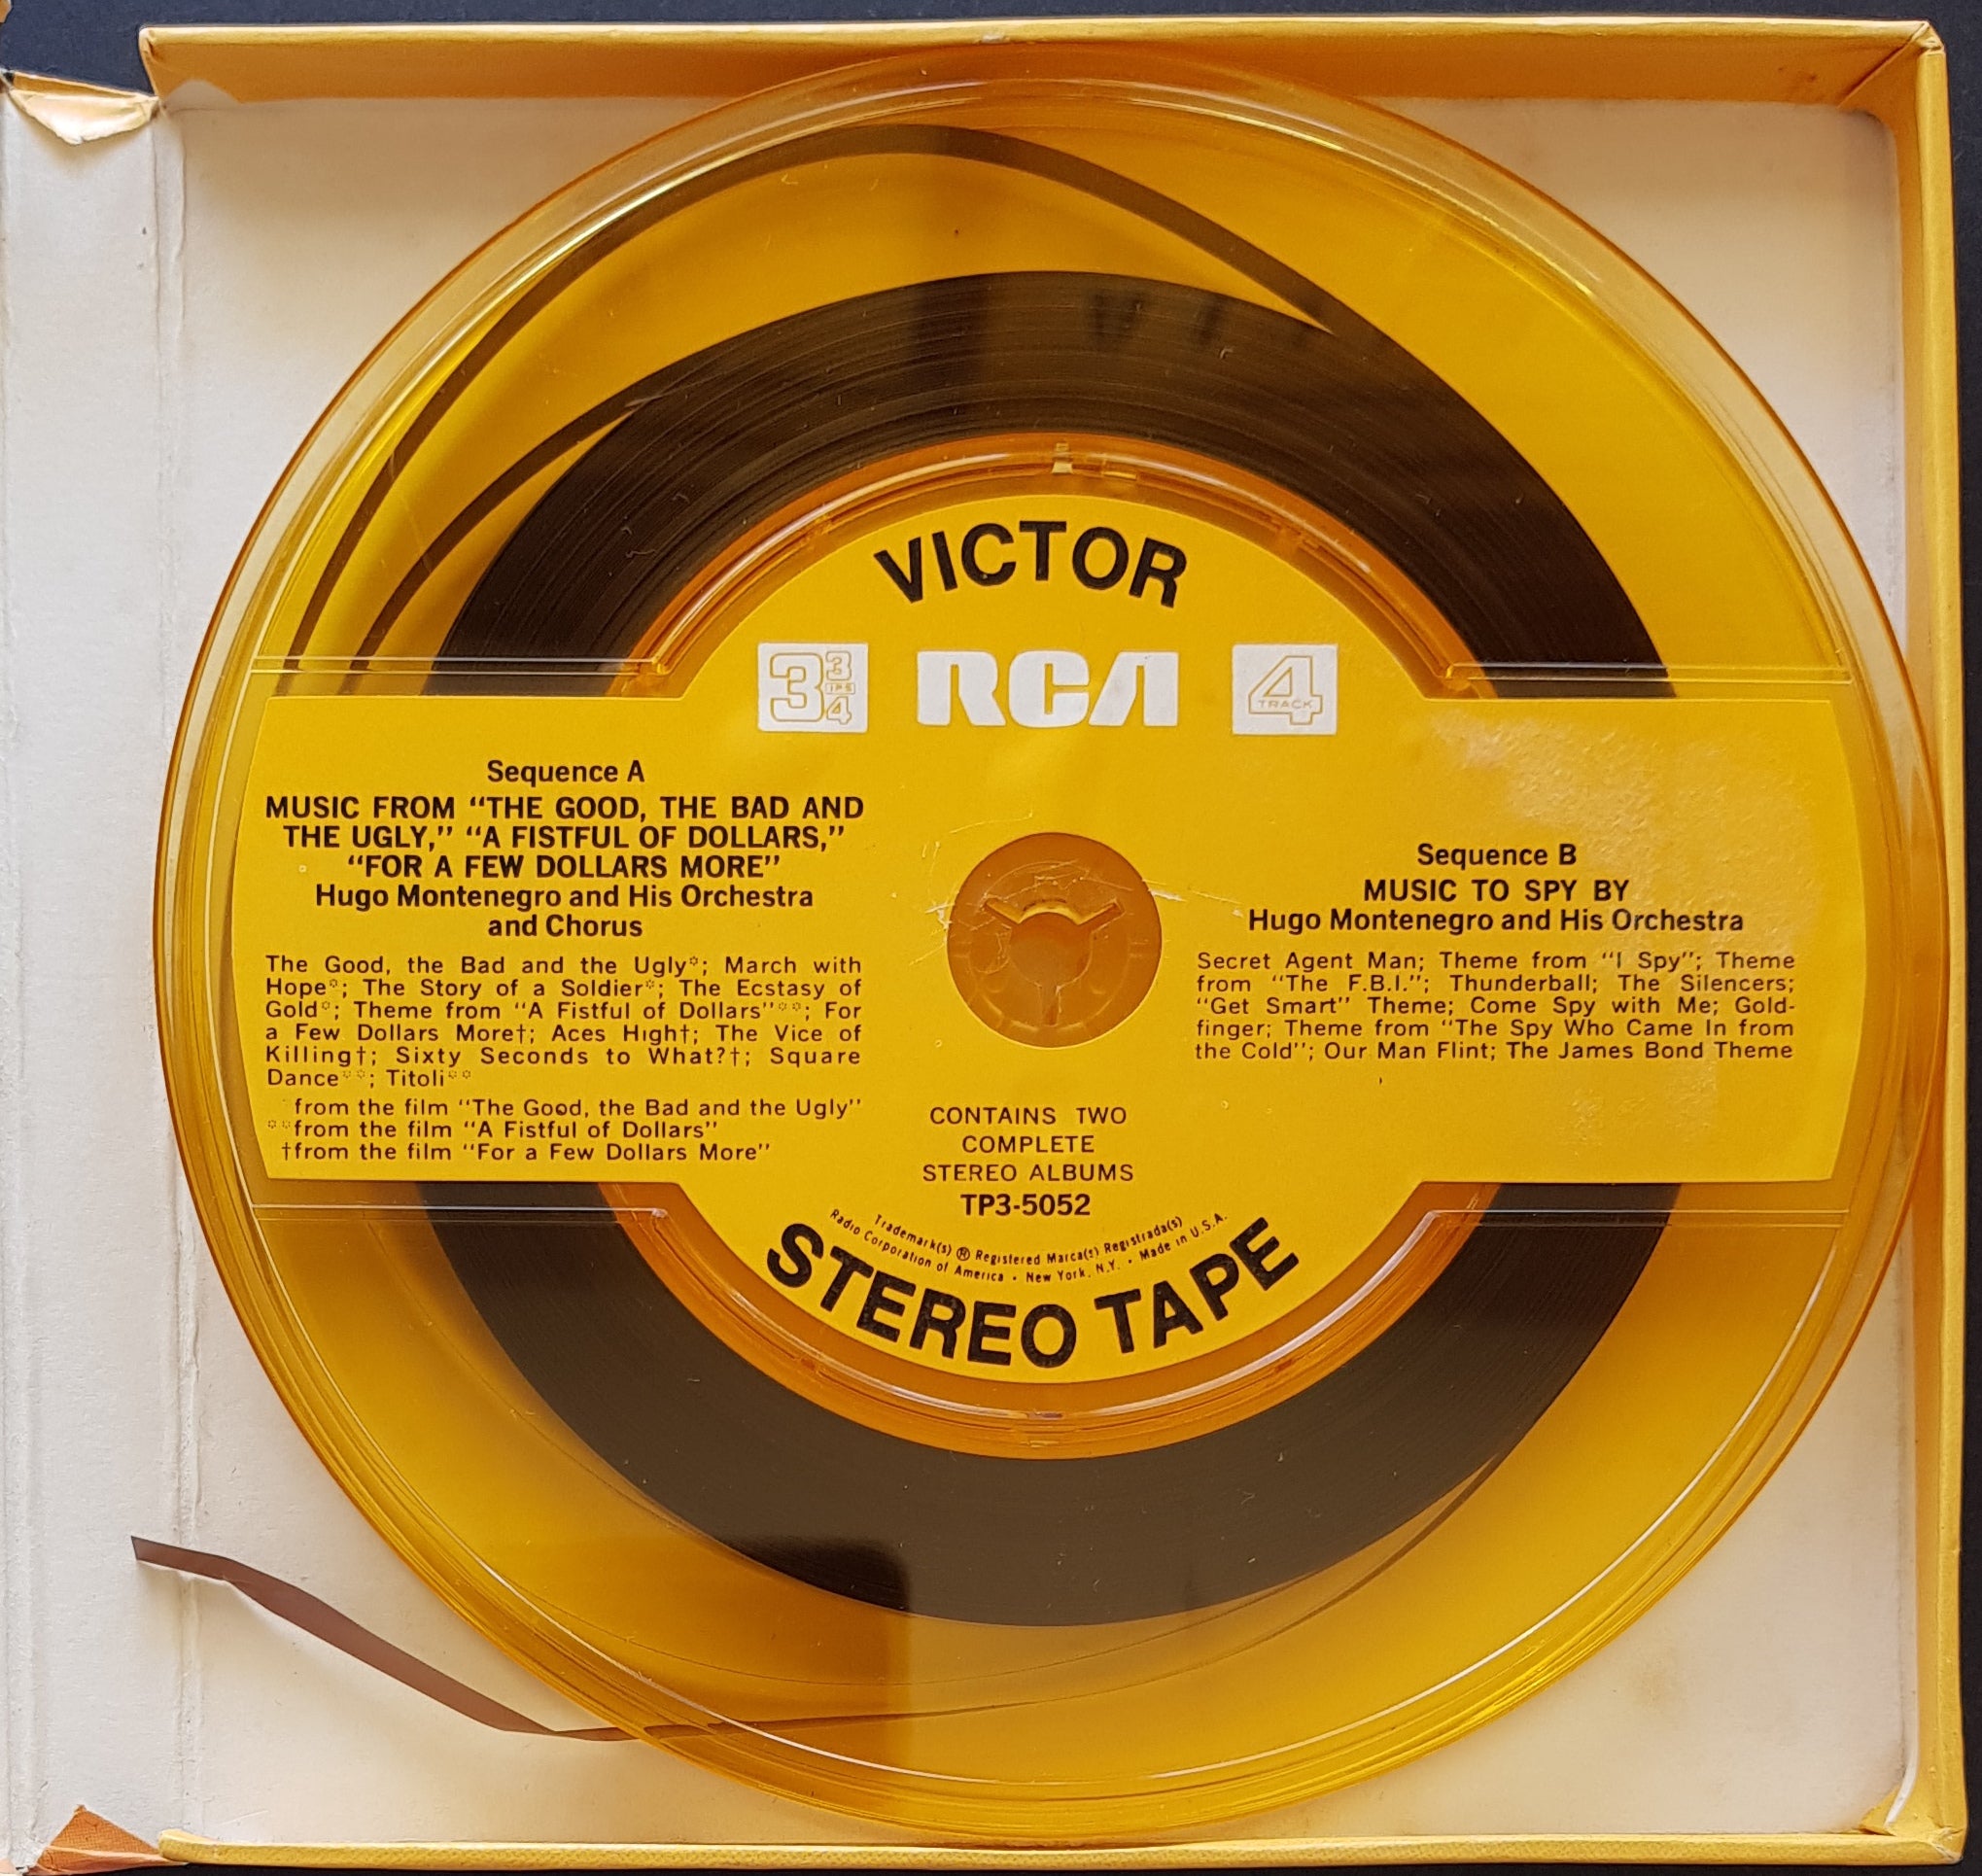 VICTOR
3 3/4 IPS
RCA
4 TRACK
Sequence A
MUSIC FROM “THE GOOD, THE BAD AND
THE UGLY,” “A FISTFUL OF DOLLARS,”
“FOR A FEW DOLLARS MORE”
Hugo Montenegro and His Orchestra
and Chorus
The Good, the Bad and the Ugly*; March with
Hope*; The Story of a Soldier*; The Ecstasy of
Gold*; Theme from “A Fistful of Dollars”**; For
a Few Dollars More†; Aces High†; The Vice of
Killing†; Sixty Seconds to What?†; Square
Dance**; Titoli**
from the film “The Good, the Bad and the Ugly”
**from the film “A Fistful of Dollars”
†from the film “For a Few Dollars More”
Sequence B
MUSIC TO SPY BY
Hugo Montenegro and His Orchestra
Secret Agent Man; Theme from “I Spy”; Theme
from “The F.B.I.”; Thunderball; The Silencers;
“Get Smart” Theme; Come Spy with Me; Gold-
finger; Theme from “The Spy Who Came In from
the Cold”; Our Man Flint; The James Bond Theme
CONTAINS TWO
COMPLETE
STEREO ALBUMS
TP3-5052
Trademark(s) ® Registered Marca(s) Registrada(s)
Radio Corporation of America • New York, N.Y. • Made in U.S.A.
STEREO TAPE